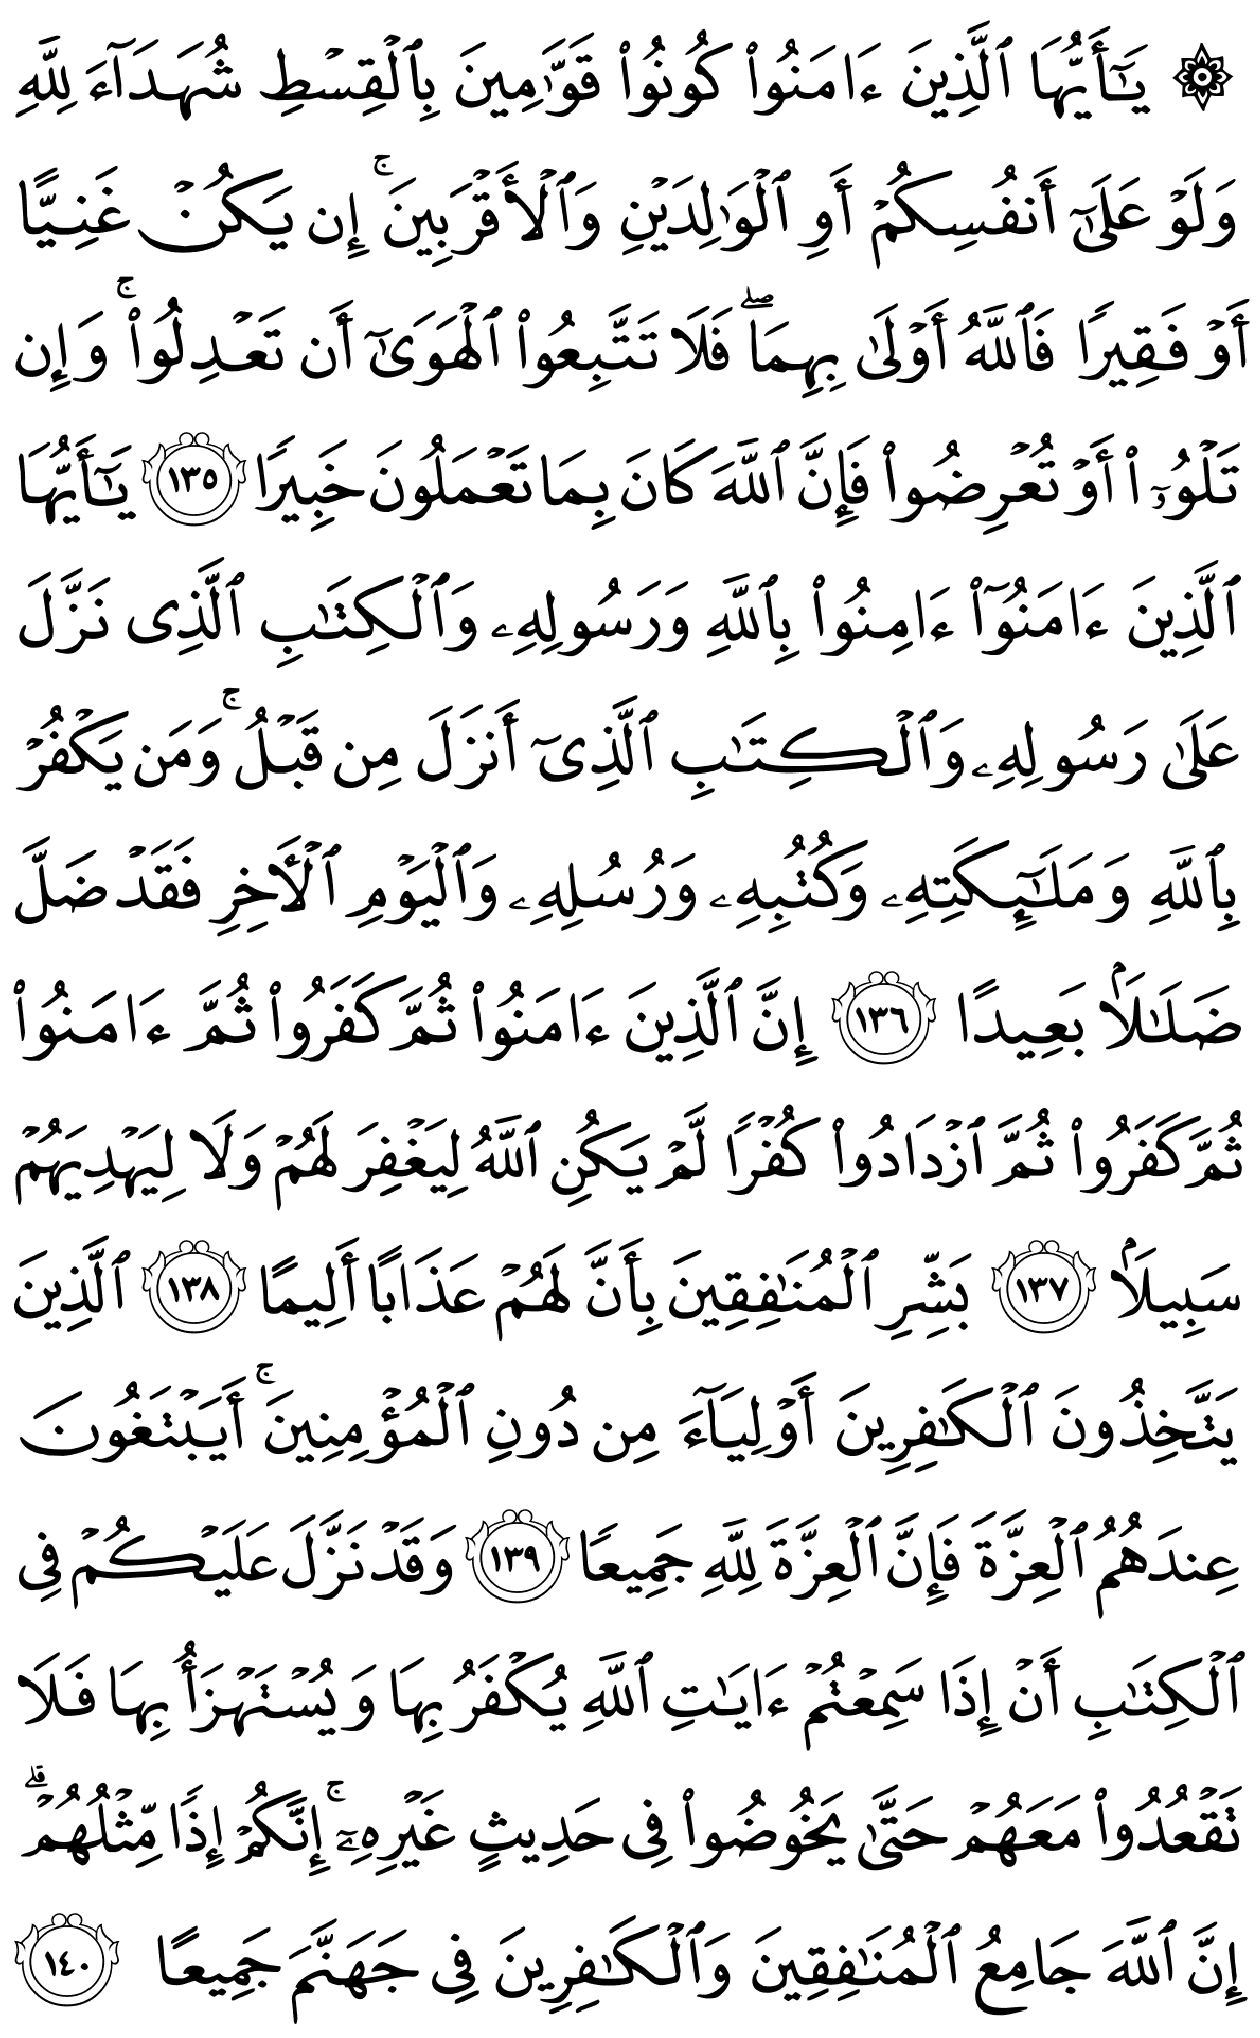 ۞ يَـٰٓأَيُّهَا ٱلَّذِينَ ءَامَنُوا۟ كُونُوا۟ قَوَّٰمِينَ بِٱلْقِسْطِ شُهَدَآءَ لِلَّهِ
وَلَوْ عَلَىٰٓ أَنفُسِكُمْ أَوِ ٱلْوَٰلِدَيْنِ وَٱلْأَقْرَبِينَ ۚ إِن يَكُنْ غَنِيًّا
أَوْ فَقِيرًا فَٱللَّهُ أَوْلَىٰ بِهِمَا ۖ فَلَا تَتَّبِعُوا۟ ٱلْهَوَىٰٓ أَن تَعْدِلُوا۟ ۚ وَإِن
تَلْوُۥٓا۟ أَوْ تُعْرِضُوا۟ فَإِنَّ ٱللَّهَ كَانَ بِمَا تَعْمَلُونَ خَبِيرًا ١٣٥ يَـٰٓأَيُّهَا
ٱلَّذِينَ ءَامَنُوٓا۟ ءَامِنُوا۟ بِٱللَّهِ وَرَسُولِهِۦ وَٱلْكِتَـٰبِ ٱلَّذِى نَزَّلَ
عَلَىٰ رَسُولِهِۦ وَٱلْكِتَـٰبِ ٱلَّذِىٓ أَنزَلَ مِن قَبْلُ ۚ وَمَن يَكْفُرْ
بِٱللَّهِ وَمَلَـٰٓئِكَتِهِۦ وَكُتُبِهِۦ وَرُسُلِهِۦ وَٱلْيَوْمِ ٱلْـَٔاخِرِ فَقَدْ ضَلَّ
ضَلَـٰلًۢا بَعِيدًا ١٣٦ إِنَّ ٱلَّذِينَ ءَامَنُوا۟ ثُمَّ كَفَرُوا۟ ثُمَّ ءَامَنُوا۟
ثُمَّ كَفَرُوا۟ ثُمَّ ٱزْدَادُوا۟ كُفْرًا لَّمْ يَكُنِ ٱللَّهُ لِيَغْفِرَ لَهُمْ وَلَا لِيَهْدِيَهُمْ
سَبِيلًۢا ١٣٧ بَشِّرِ ٱلْمُنَـٰفِقِينَ بِأَنَّ لَهُمْ عَذَابًا أَلِيمًا ١٣٨ ٱلَّذِينَ
يَتَّخِذُونَ ٱلْكَـٰفِرِينَ أَوْلِيَآءَ مِن دُونِ ٱلْمُؤْمِنِينَ ۚ أَيَبْتَغُونَ
عِندَهُمُ ٱلْعِزَّةَ فَإِنَّ ٱلْعِزَّةَ لِلَّهِ جَمِيعًا ١٣٩ وَقَدْ نَزَّلَ عَلَيْكُمْ فِى
ٱلْكِتَـٰبِ أَنْ إِذَا سَمِعْتُمْ ءَايَـٰتِ ٱللَّهِ يُكْفَرُ بِهَا وَيُسْتَهْزَأُ بِهَا فَلَا
تَقْعُدُوا۟ مَعَهُمْ حَتَّىٰ يَخُوضُوا۟ فِى حَدِيثٍ غَيْرِهِۦٓ ۚ إِنَّكُمْ إِذًا مِّثْلُهُمْ ۗ
إِنَّ ٱللَّهَ جَامِعُ ٱلْمُنَـٰفِقِينَ وَٱلْكَـٰفِرِينَ فِى جَهَنَّمَ جَمِيعًا ١٤٠